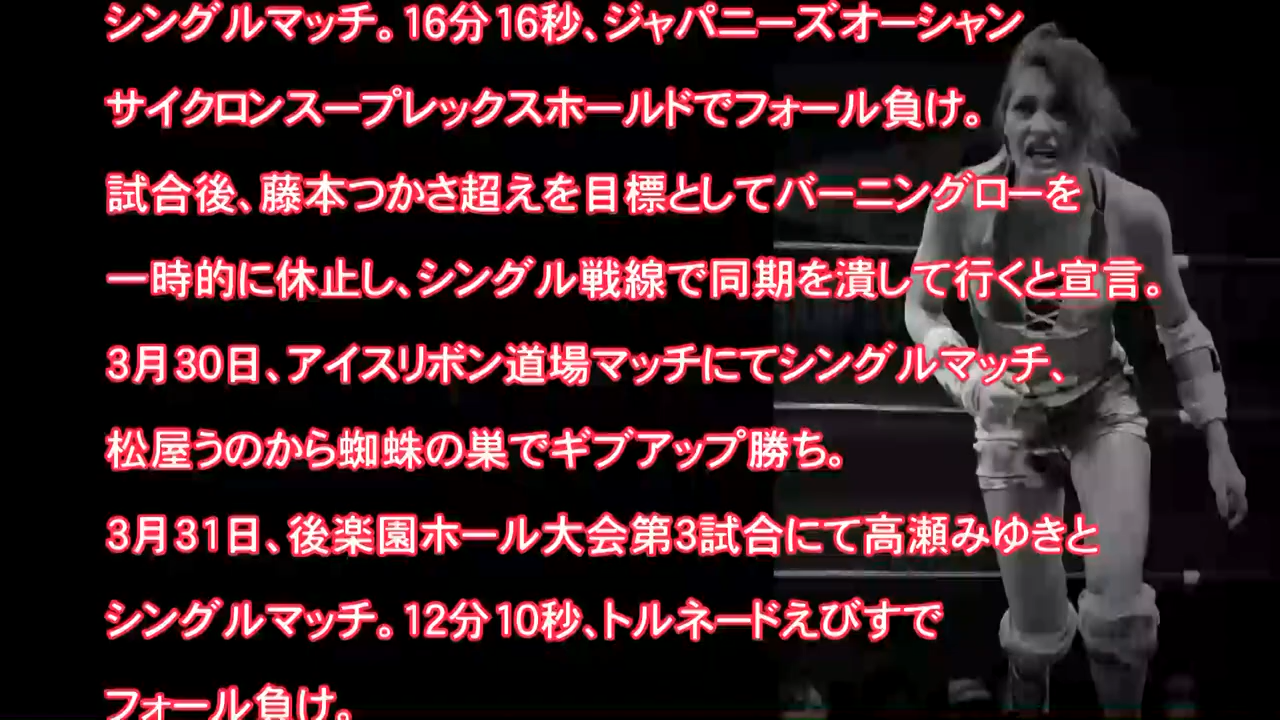 シングルマッチ。16分16秒、ジャパニーズオーシャン
サイクロンスープレックスホールドでフォール負け。
試合後、藤本つかさ超えを目標としてバーニングローを
一時的に休止し、シングル戦線で同期を潰して行くと宣言。
3月30日、アイスリボン道場マッチにてシングルマッチ、
松屋うのから蜘蛛の巣でギブアップ勝ち。
3月31日、後楽園ホール大会第3試合にて高瀬みゆきと
シングルマッチ。12分10秒、トルネードえびすで
フォール負け。